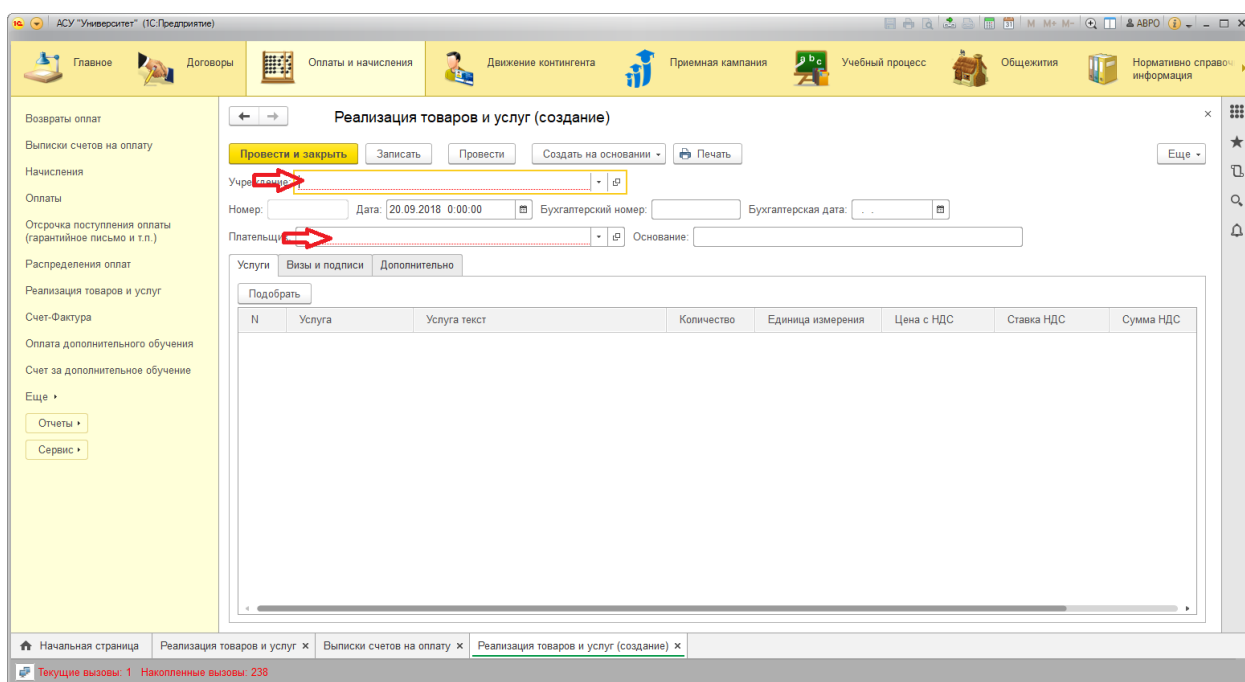 АСУ "Университет" (1С:Предприятие)
M M+ M- АВРО
Главное Договоры Оплаты и начисления Движение контингента Приемная кампания Учебный процесс Общежития Нормативно справоч
информация
Возвраты оплат
Выписки счетов на оплату
Начисления
Оплаты
Отсрочка поступления оплаты
(гарантийное письмо и т.п.)
Распределения оплат
Реализация товаров и услуг
Счет-Фактура
Оплата дополнительного обучения
Счет за дополнительное обучение
Еще
Отчеты
Сервис
Реализация товаров и услуг (создание)
Провести и закрыть Записать Провести Создать на основании Печать Еще
Учреждение:
Номер: Дата: 20.09.2018 0:00:00 Бухгалтерский номер: Бухгалтерская дата: . .
Плательщик Основание:
Услуги Визы и подписи Дополнительно
Подобрать
N Услуга Услуга текст Количество Единица измерения Цена с НДС Ставка НДС Сумма НДС
Начальная страница Реализация товаров и услуг × Выписки счетов на оплату × Реализация товаров и услуг (создание) ×
Текущие вызовы: 1 Накопленные вызовы: 238